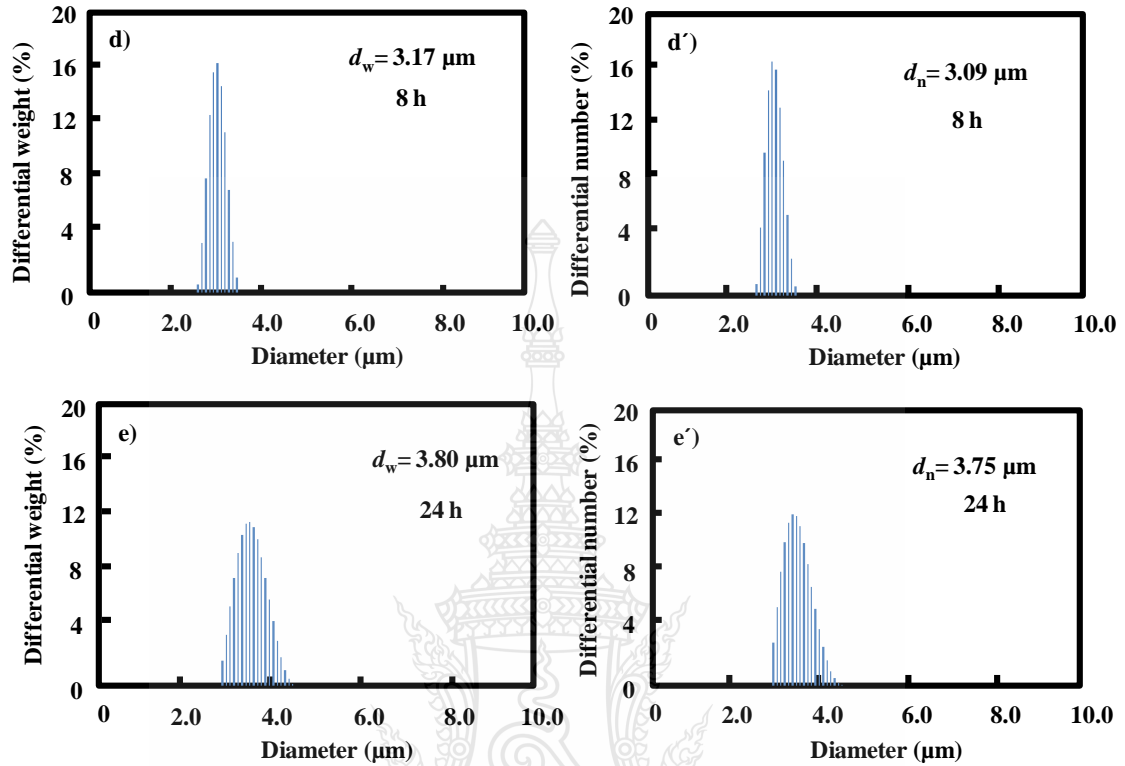 d)
d_w= 3.17 µm
8 h
Differential weight (%)
20
16
12
8
4
0
0 2.0 4.0 6.0 8.0 10.0
Diameter (µm)
d´)
d_n= 3.09 µm
8 h
Differential number (%)
20
16
12
8
4
0
0 2.0 4.0 6.0 8.0 10.0
Diameter (µm)
e)
d_w= 3.80 µm
24 h
Differential weight (%)
20
16
12
8
4
0
0 2.0 4.0 6.0 8.0 10.0
Diameter (µm)
e´)
d_n= 3.75 µm
24 h
Differential number (%)
20
16
12
8
4
0
0 2.0 4.0 6.0 8.0 10.0
Diameter (µm)